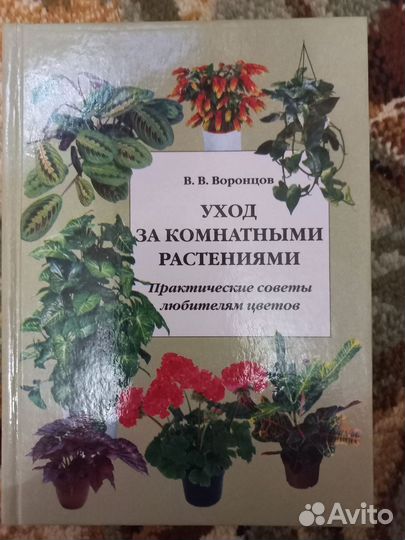 В. В. Воронцов
УХОД
ЗА КОМНАТНЫМИ
РАСТЕНИЯМИ
Практические советы
любителям цветов
Avito